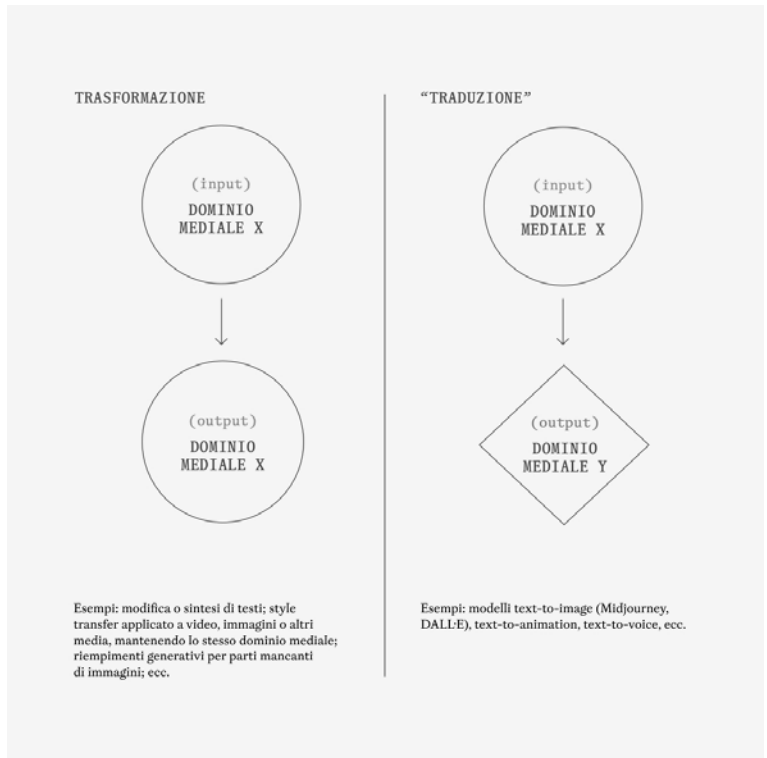 TRASFORMAZIONE
(input)
DOMINIO
MEDIALE X
(output)
DOMINIO
MEDIALE X
Esempi: modifica o sintesi di testi; style
transfer applicato a video, immagini o altri
media, mantenendo lo stesso dominio mediale;
riempimenti generativi per parti mancanti
di immagini; ecc.
“TRADUZIONE”
(input)
DOMINIO
MEDIALE X
(output)
DOMINIO
MEDIALE Y
Esempi: modelli text-to-image (Midjourney,
DALL·E), text-to-animation, text-to-voice, ecc.